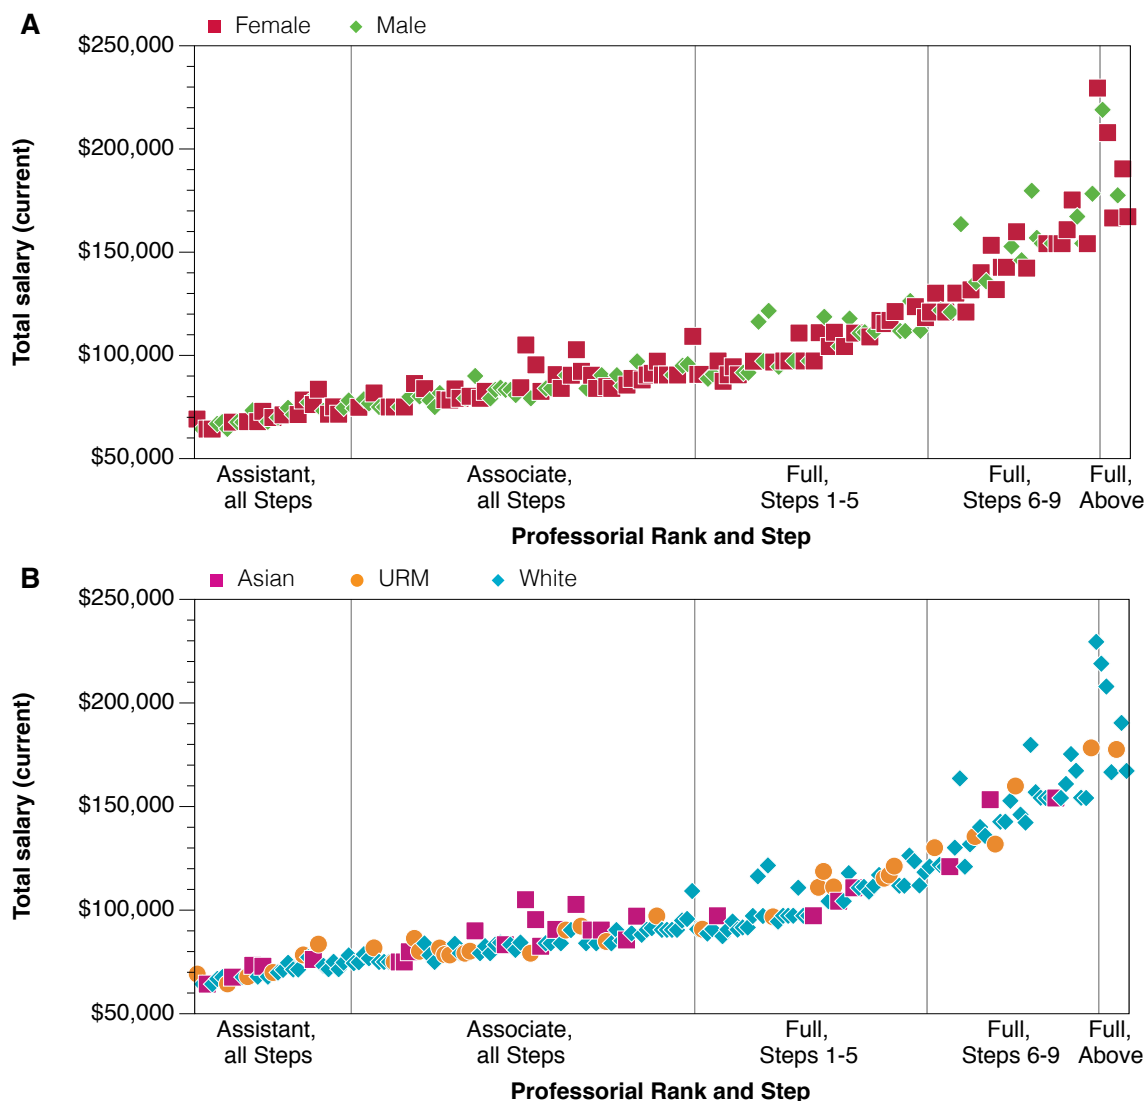 A
Female
Male
$250,000
$200,000
$150,000
$100,000
$50,000
Total salary (current)
Assistant,
all Steps
Associate,
all Steps
Full,
Steps 1-5
Full,
Steps 6-9
Full,
Above
Professorial Rank and Step
B
Asian
URM
White
$250,000
$200,000
$150,000
$100,000
$50,000
Total salary (current)
Assistant,
all Steps
Associate,
all Steps
Full,
Steps 1-5
Full,
Steps 6-9
Full,
Above
Professorial Rank and Step